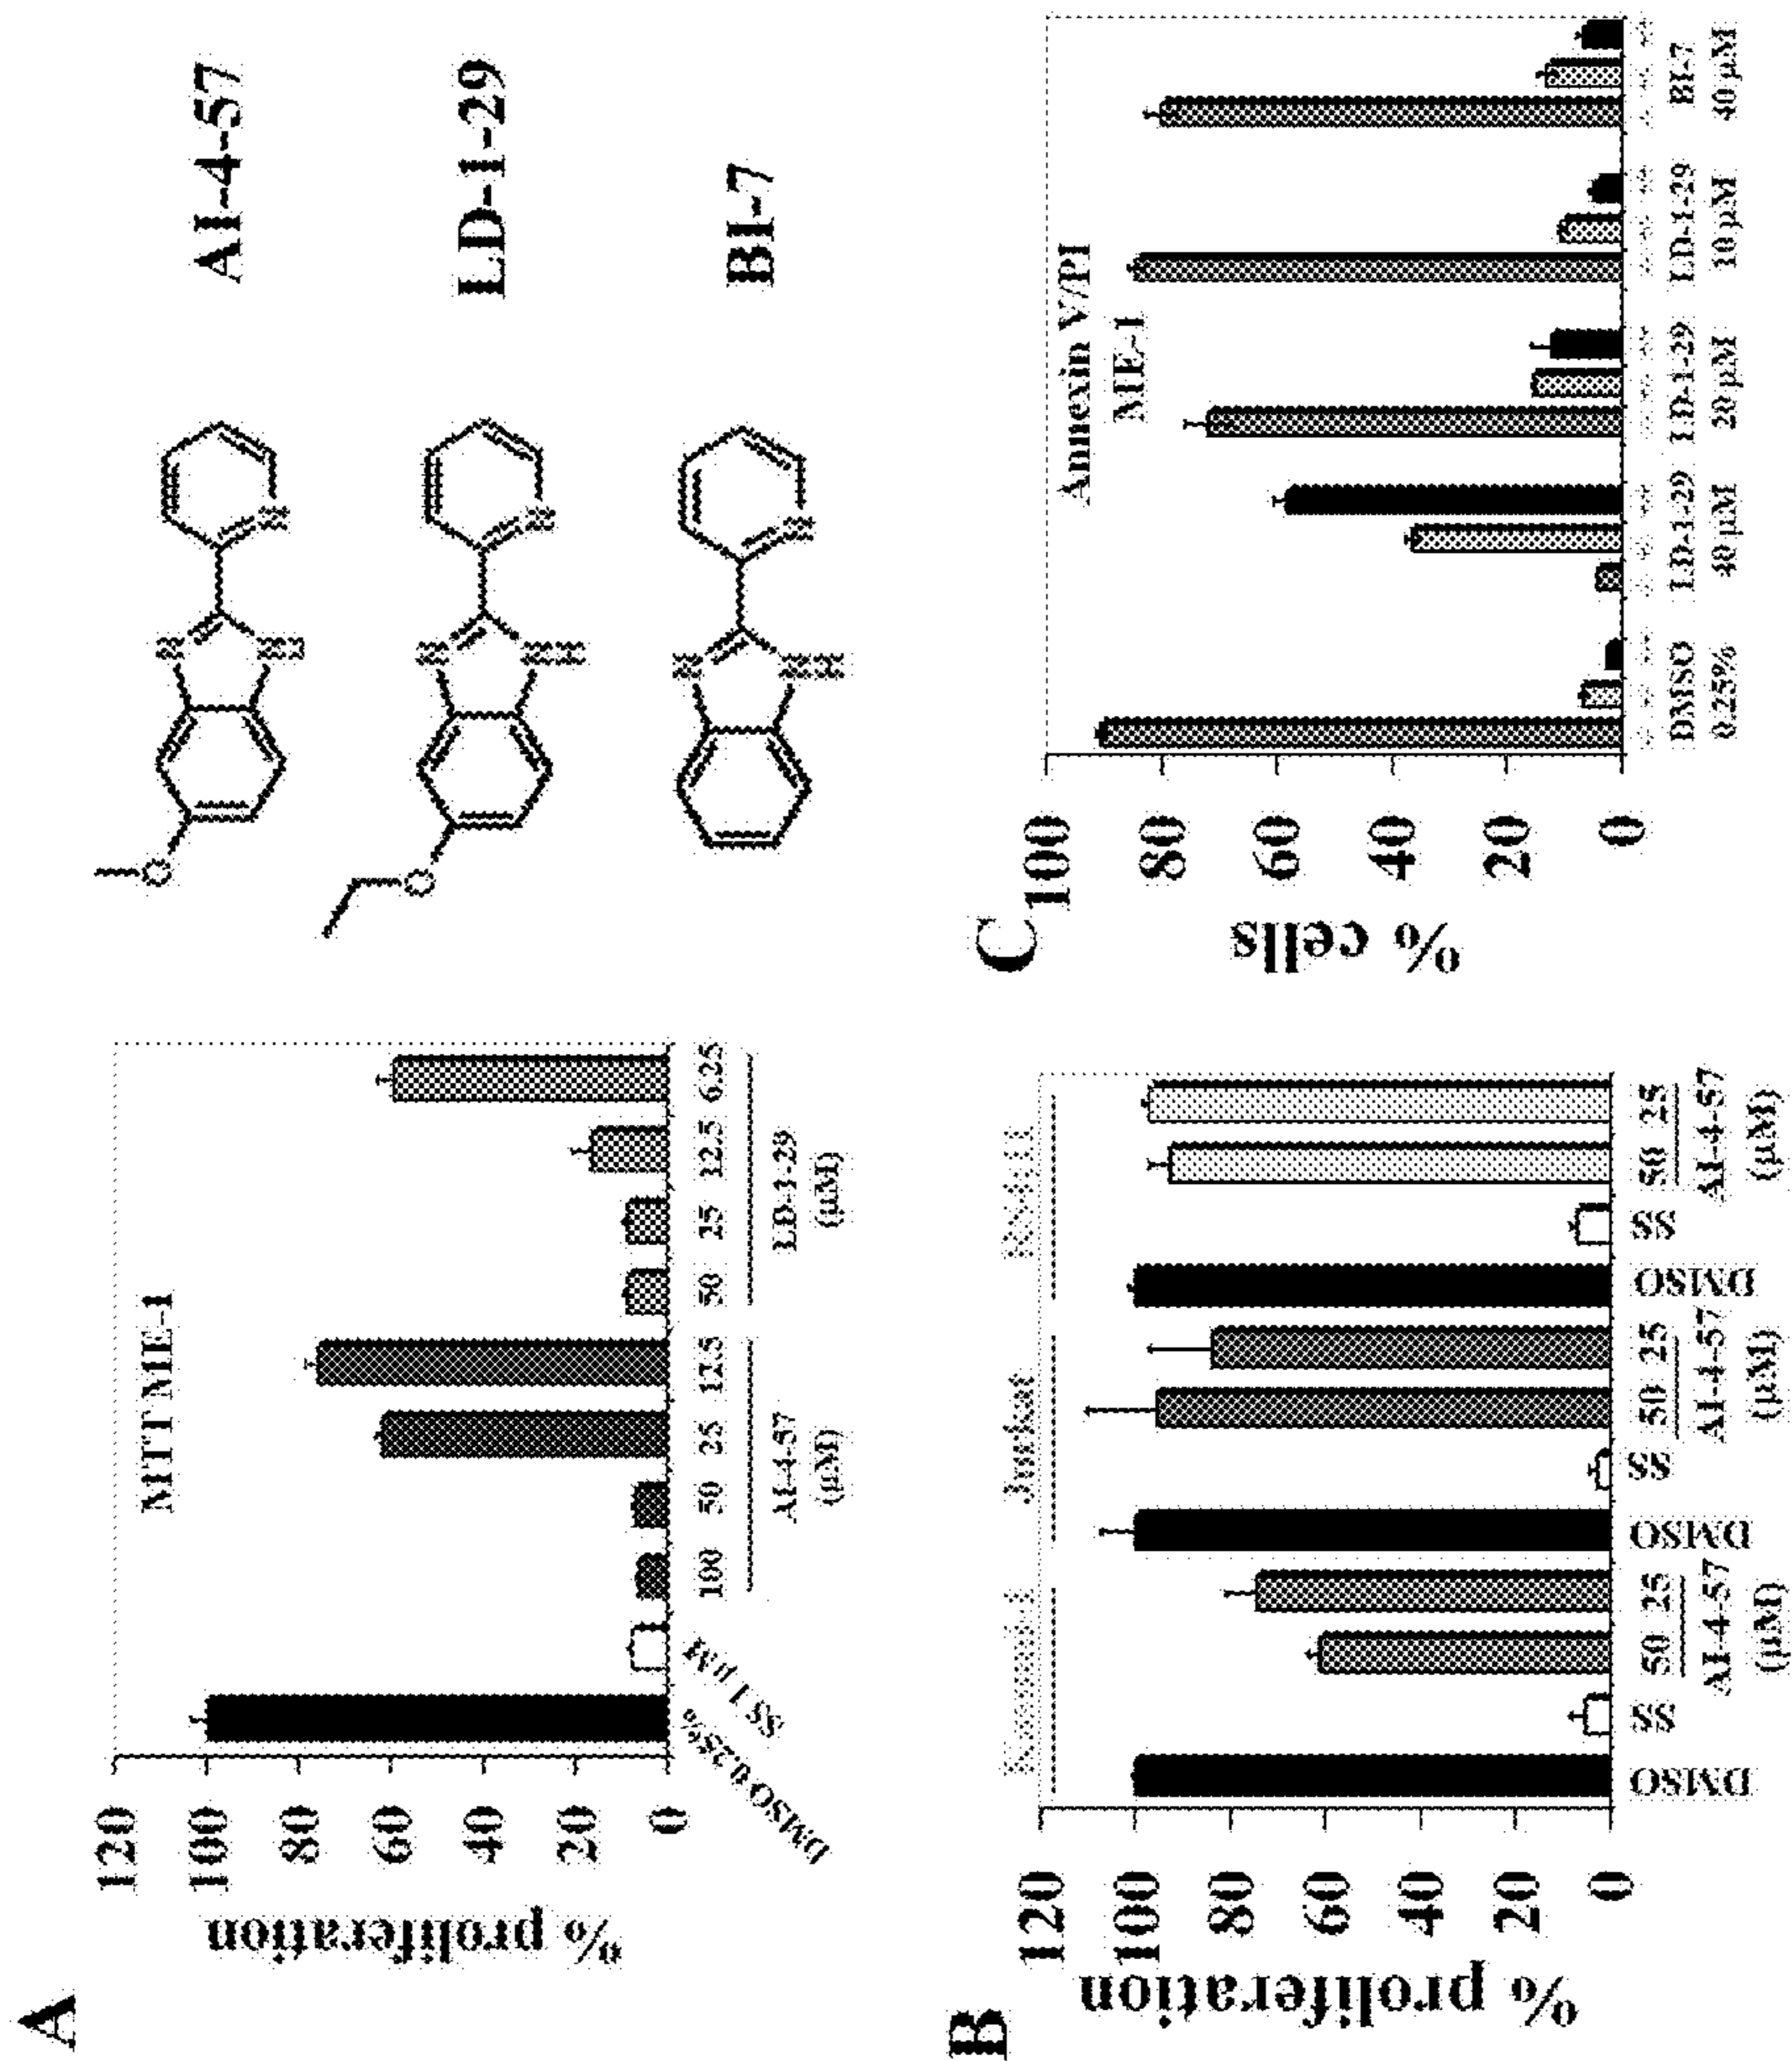 A
MTT ME-1
% proliferation
120
100
80
60
40
20
0
DMSO 0.25%
SS 1 µM
100 50 25 12.5
AI-4-57
(µM)
50 25 12.5 6.25
LD-1-29
(µM)
O
N
N
H
N
AI-4-57
O
N
N
H
N
LD-1-29
N
N
H
N
BI-7
B
% proliferation
120
100
80
60
40
20
0
Kasumi-1
Jurkat
RS4;11
DMSO
SS
50 25
AI-4-57
(µM)
DMSO
SS
50 25
AI-4-57
(µM)
DMSO
SS
50 25
AI-4-57
(µM)
C
Annexin V/PI
ME-1
% cells
100
80
60
40
20
0
DMSO
0.25%
LD-1-29
40 µM
LD-1-29
20 µM
LD-1-29
10 µM
BI-7
40 µM